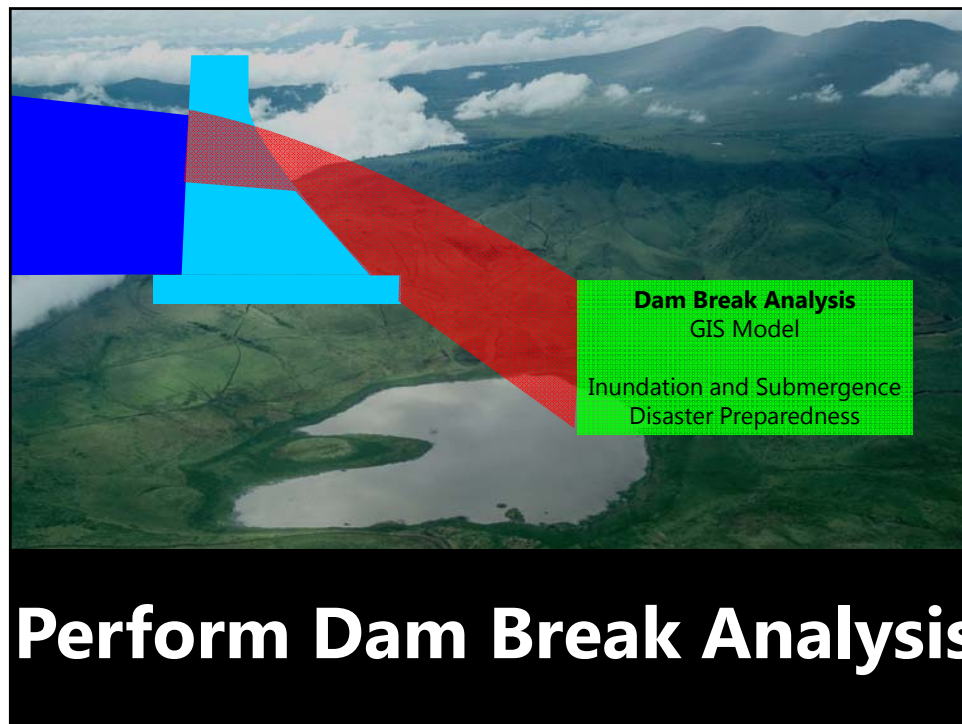 Dam Break Analysis
GIS Model
Inundation and Submergence
Disaster Preparedness
Perform Dam Break Analysis